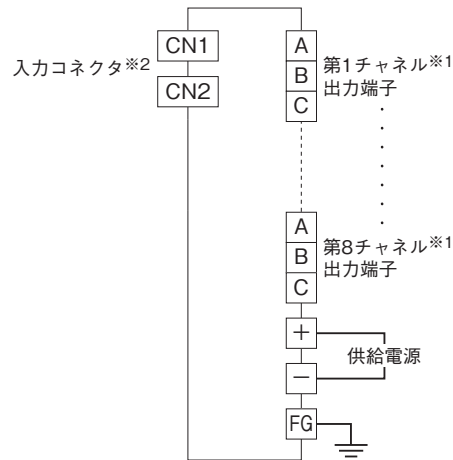 CN1
入力コネクタ※2
CN2
A
B
C
第1チャネル※1
出力端子
A
B
C
第8チャネル※1
出力端子
+
−
供給電源
FG